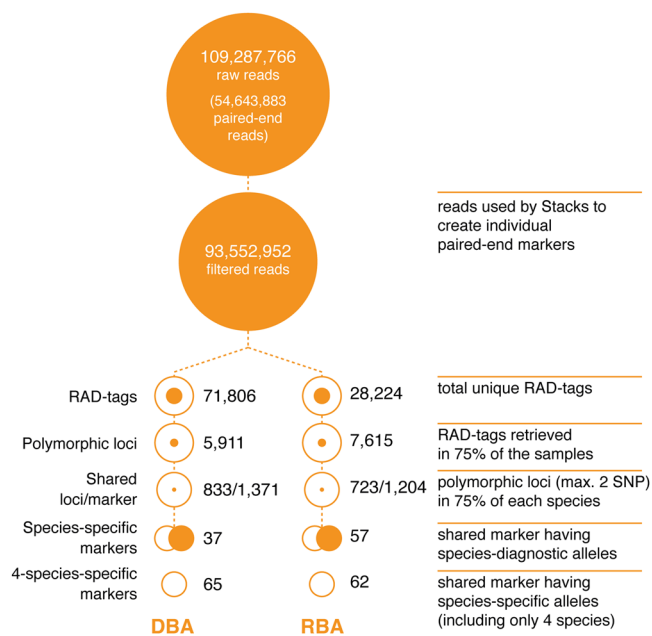 109,287,766
raw reads
(54,643,883
paired-end
reads)
reads used by Stacks to
create individual
paired-end markers
93,552,952
filtered reads
RAD-tags
71,806
28,224
total unique RAD-tags
Polymorphic loci
5,911
7,615
RAD-tags retrieved
in 75% of the samples
Shared
loci/marker
833/1,371
723/1,204
polymorphic loci (max. 2 SNP)
in 75% of each species
Species-specific
markers
37
57
shared marker having
species-diagnostic alleles
4-species-specific
markers
65
62
shared marker having
species-specific alleles
(including only 4 species)
DBA
RBA